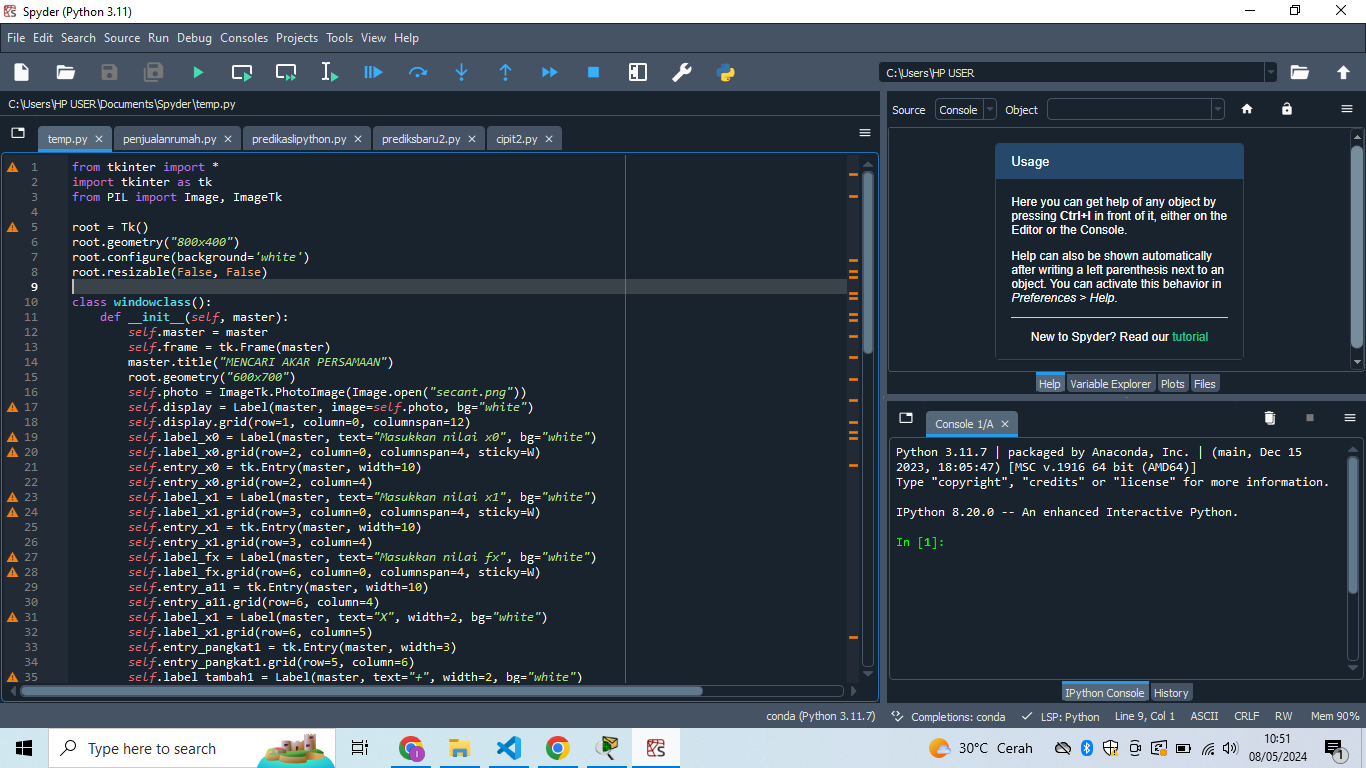 Spyder (Python 3.11)
File Edit Search Source Run Debug Consoles Projects Tools View Help
C:\Users\HP USER
C:\Users\HP USER\Documents\Spyder\temp.py
temp.py penjualanrumah.py predikaslipython.py prediksbaru2.py cipit2.py
1 from tkinter import *
2 import tkinter as tk
3 from PIL import Image, ImageTk
4
5 root = Tk()
6 root.geometry("800x400")
7 root.configure(background='white')
8 root.resizable(False, False)
9
10 class windowclass():
11 def __init__(self, master):
12 self.master = master
13 self.frame = tk.Frame(master)
14 master.title("MENCARI AKAR PERSAMAAN")
15 root.geometry("600x700")
16 self.photo = ImageTk.PhotoImage(Image.open("secant.png"))
17 self.display = Label(master, image=self.photo, bg="white")
18 self.display.grid(row=1, column=0, columnspan=12)
19 self.label_x0 = Label(master, text="Masukkan nilai x0", bg="white")
20 self.label_x0.grid(row=2, column=0, columnspan=4, sticky=W)
21 self.entry_x0 = tk.Entry(master, width=10)
22 self.entry_x0.grid(row=2, column=4)
23 self.label_x1 = Label(master, text="Masukkan nilai x1", bg="white")
24 self.label_x1.grid(row=3, column=0, columnspan=4, sticky=W)
25 self.entry_x1 = tk.Entry(master, width=10)
26 self.entry_x1.grid(row=3, column=4)
27 self.label_fx = Label(master, text="Masukkan nilai fx", bg="white")
28 self.label_fx.grid(row=6, column=0, columnspan=4, sticky=W)
29 self.entry_a11 = tk.Entry(master, width=10)
30 self.entry_a11.grid(row=6, column=4)
31 self.label_x1 = Label(master, text="X", width=2, bg="white")
32 self.label_x1.grid(row=6, column=5)
33 self.entry_pangkat1 = tk.Entry(master, width=3)
34 self.entry_pangkat1.grid(row=5, column=6)
35 self.label tambah1 = Label(master, text="+", width=2, bg="white")
Source Console Object
Usage
Here you can get help of any object by
pressing Ctrl+I in front of it, either on the
Editor or the Console.
Help can also be shown automatically
after writing a left parenthesis next to an
object. You can activate this behavior in
Preferences > Help.
New to Spyder? Read our tutorial
Help Variable Explorer Plots Files
Console 1/A
Python 3.11.7 | packaged by Anaconda, Inc. | (main, Dec 15
2023, 18:05:47) [MSC v.1916 64 bit (AMD64)]
Type "copyright", "credits" or "license" for more information.
IPython 8.20.0 -- An enhanced Interactive Python.
In [1]:
IPython Console History
conda (Python 3.11.7) Completions: conda LSP: Python Line 9, Col 1 ASCII CRLF RW Mem 90%
Type here to search
30°C Cerah
10:51
08/05/2024
1